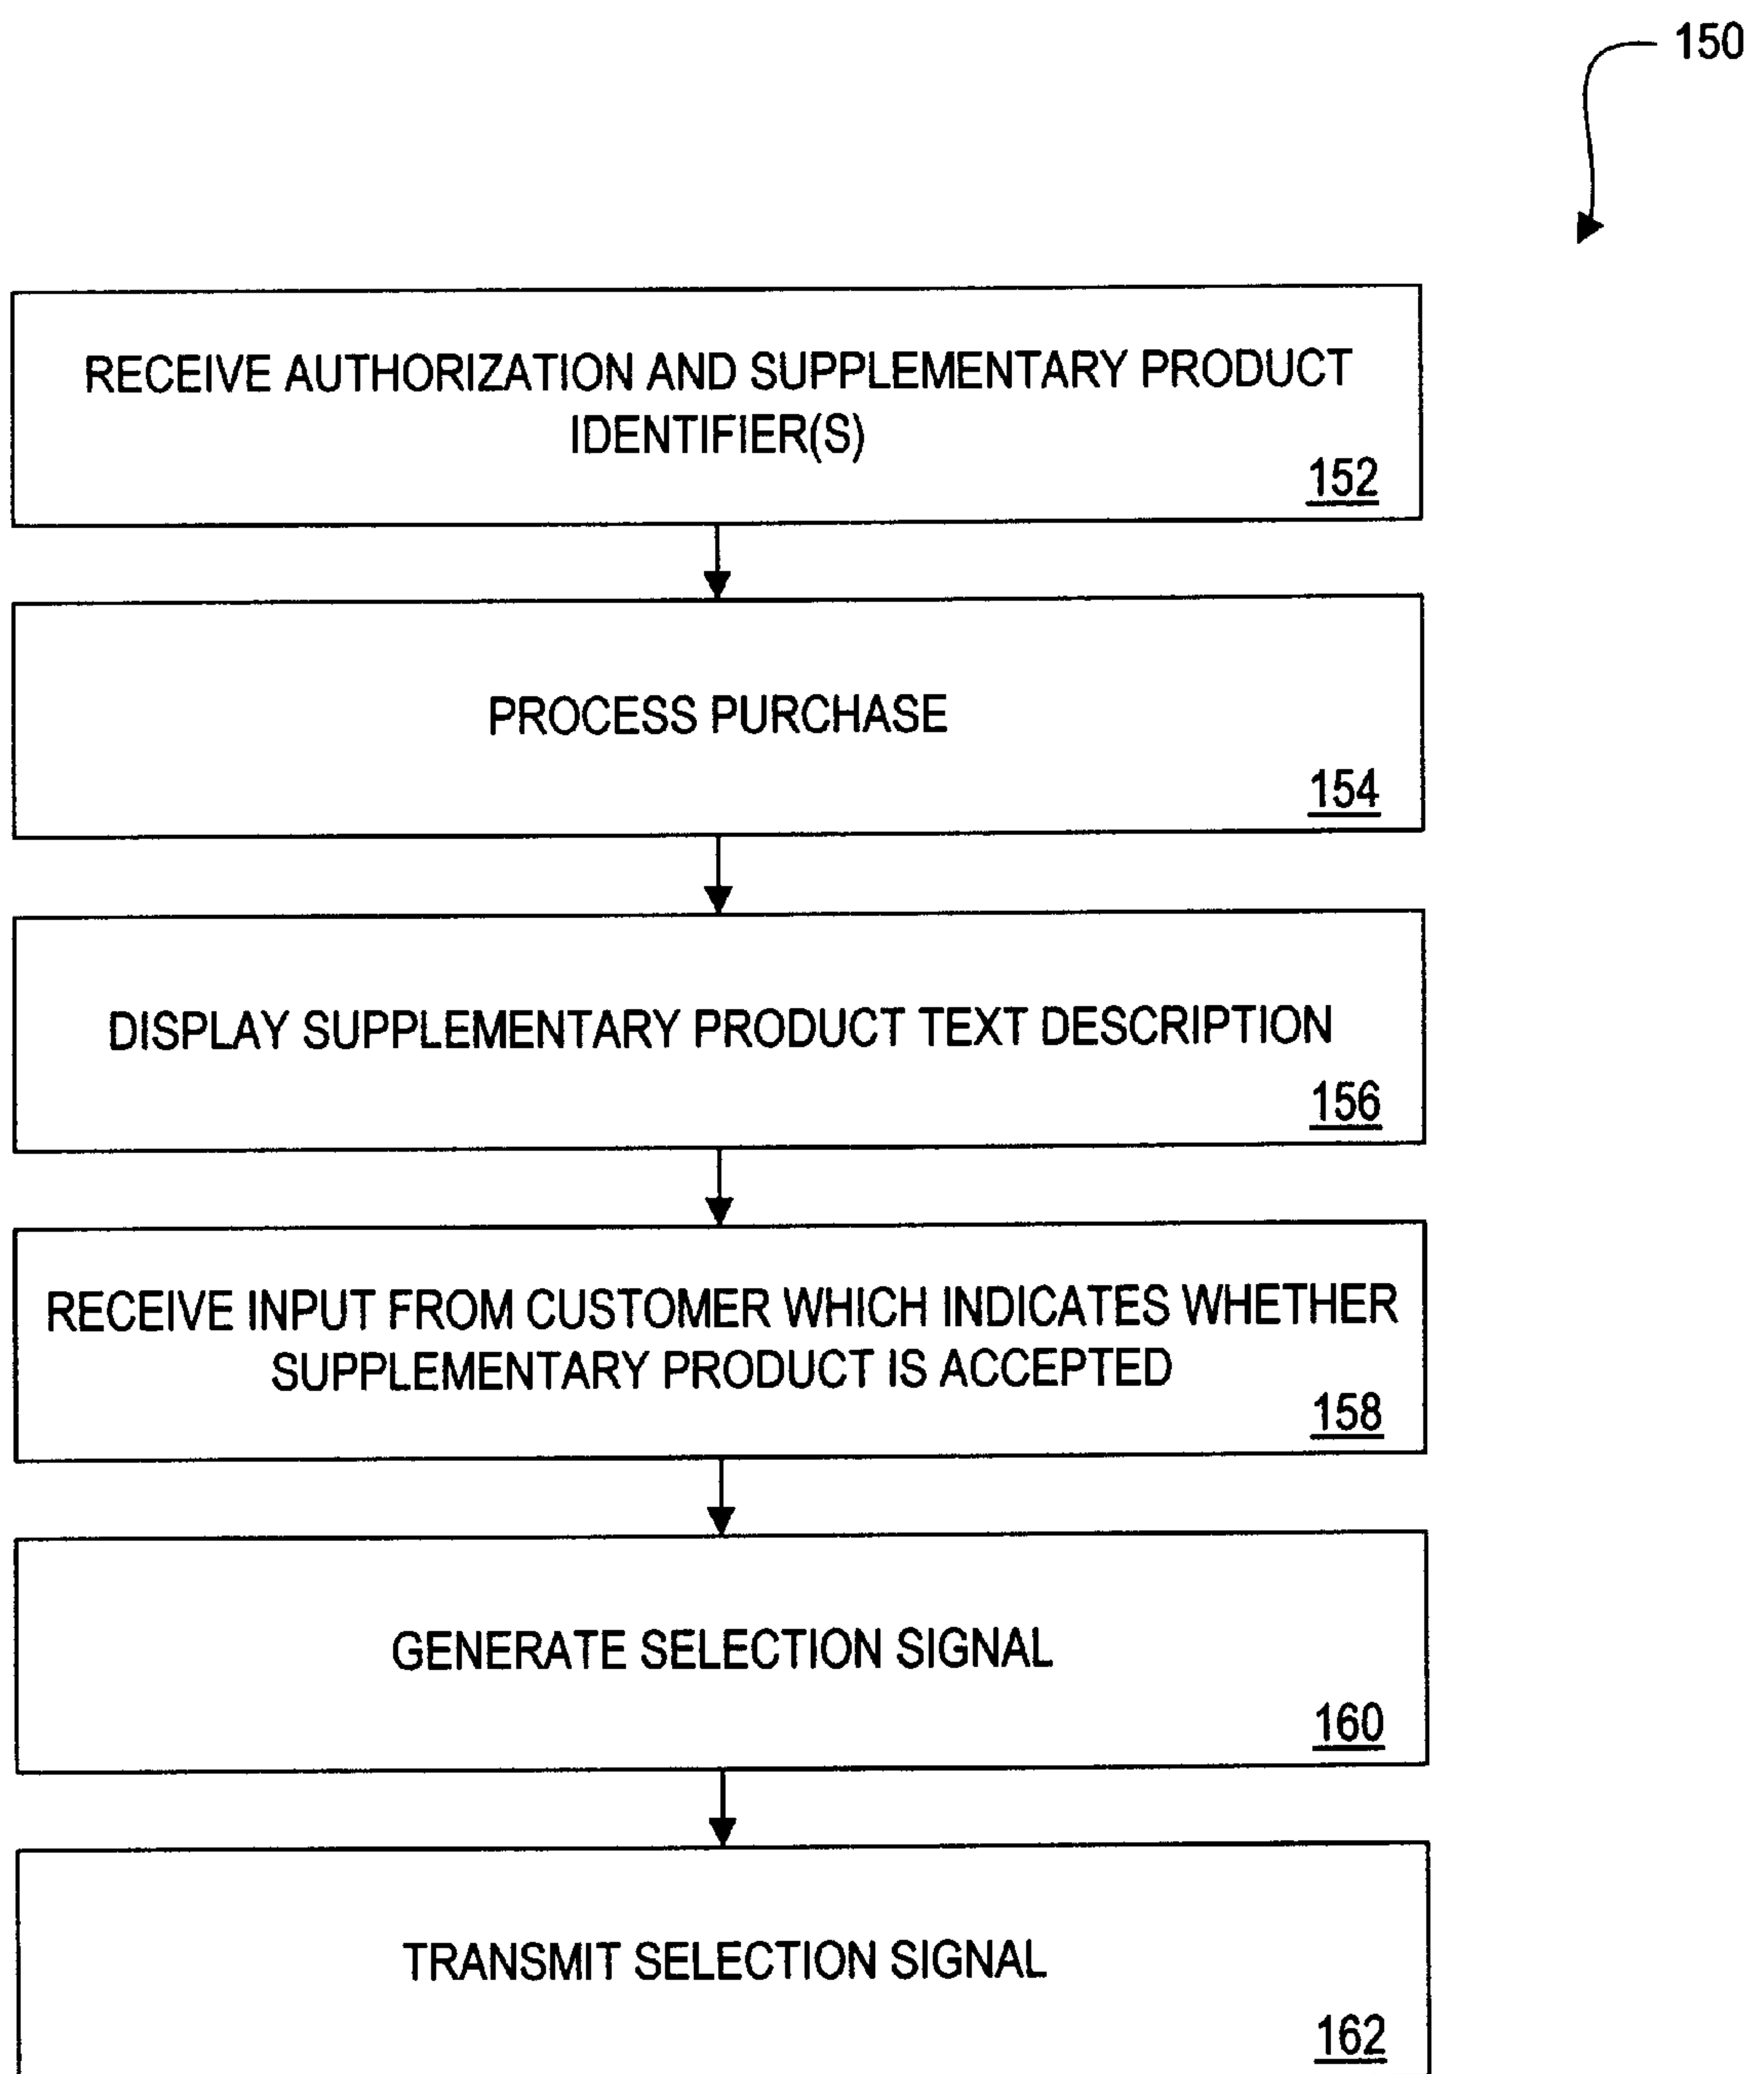 150
RECEIVE AUTHORIZATION AND SUPPLEMENTARY PRODUCT
IDENTIFIER(S)
152
PROCESS PURCHASE
154
DISPLAY SUPPLEMENTARY PRODUCT TEXT DESCRIPTION
156
RECEIVE INPUT FROM CUSTOMER WHICH INDICATES WHETHER
SUPPLEMENTARY PRODUCT IS ACCEPTED
158
GENERATE SELECTION SIGNAL
160
TRANSMIT SELECTION SIGNAL
162